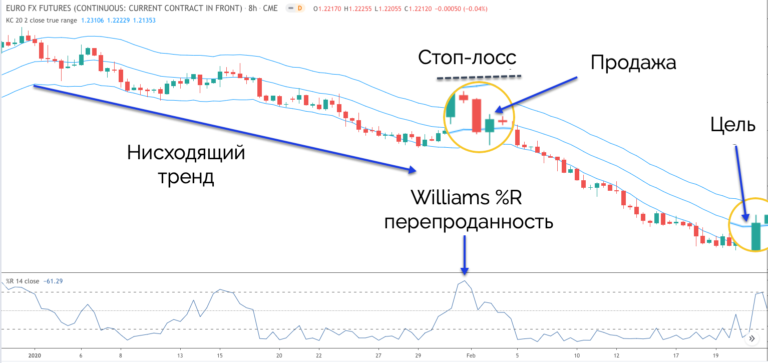 EURO FX FUTURES (CONTINUOUS: CURRENT CONTRACT IN FRONT) · 8h · CME D O1.22170 H1.22255 L1.22055 C1.22120 -0.00050 (-0.04%)
KC 20 2 close true range 1.23106 1.22229 1.21353
Стоп-лосс
Продажа
Цель
Нисходящий
тренд
Williams %R
перепроданность
SR 14 close -61.29
2020 6 8 13 15 20 22 27 29 Feb 5 10 12 17 19